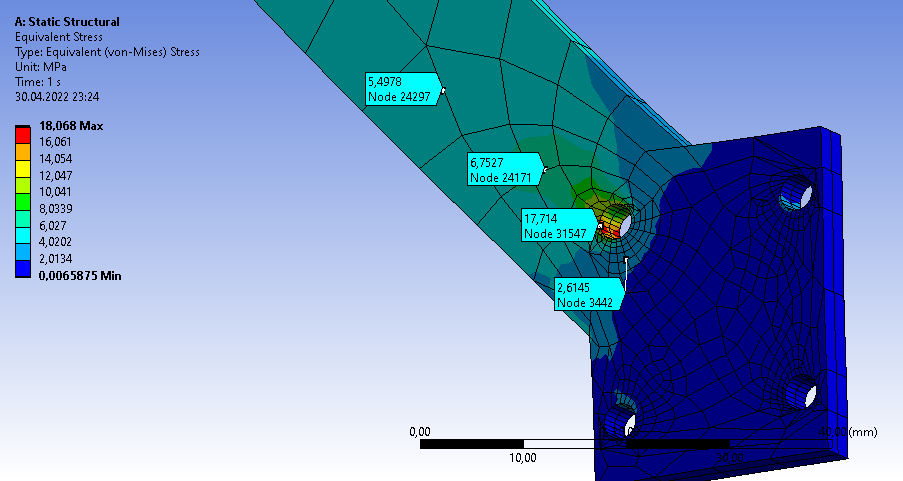 A: Static Structural
Equivalent Stress
Type: Equivalent (von-Mises) Stress
Unit: MPa
Time: 1 s
30.04.2022 23:24
18,068 Max
16,061
14,054
12,047
10,041
8,0339
6,027
4,0202
2,0134
0,0065875 Min
5,4978
Node 24297
6,7527
Node 24171
17,714
Node 31547
2,6145
Node 3442
0,00
(mm)
10,00